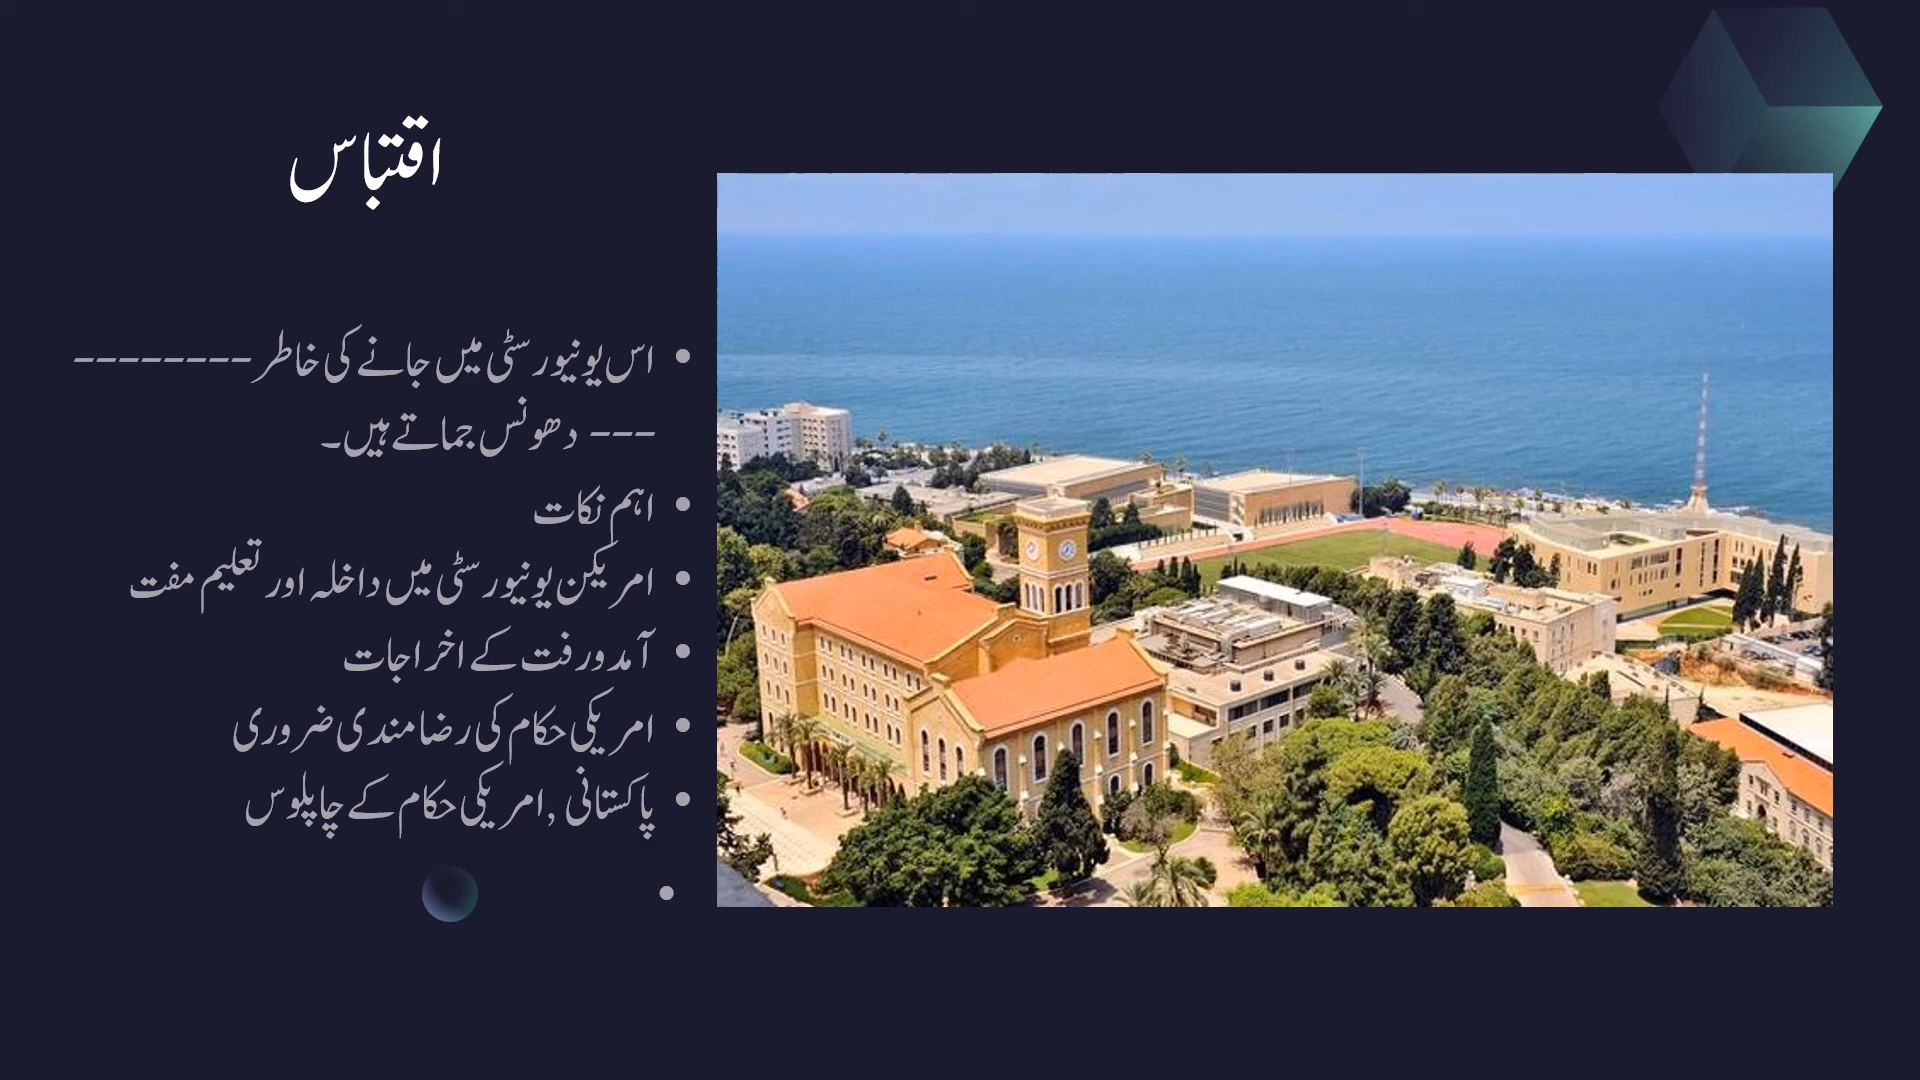 اقتباس
اس یونیورسٹی میں جانے کی خاطر --------
--- دھونس جماتے ہیں۔
اہم نکات
امریکن یونیورسٹی میں داخلہ اور تعلیم مفت
آمدورفت کے اخراجات
امریکی حکام کی رضامندی ضروری
پاکستانی ,امریکی حکام کے چاپلوس